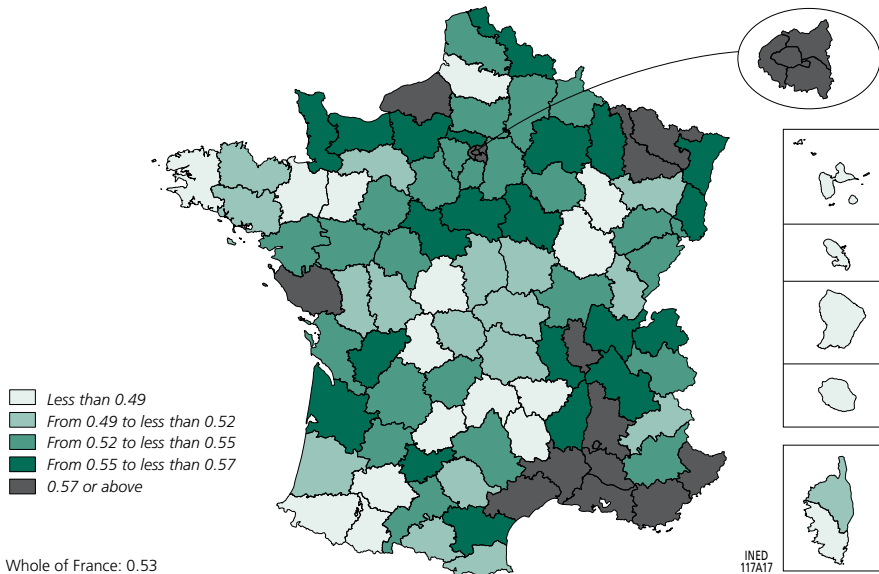 Less than 0.49
From 0.49 to less than 0.52
From 0.52 to less than 0.55
From 0.55 to less than 0.57
0.57 or above
Whole of France: 0.53
INED
117A17